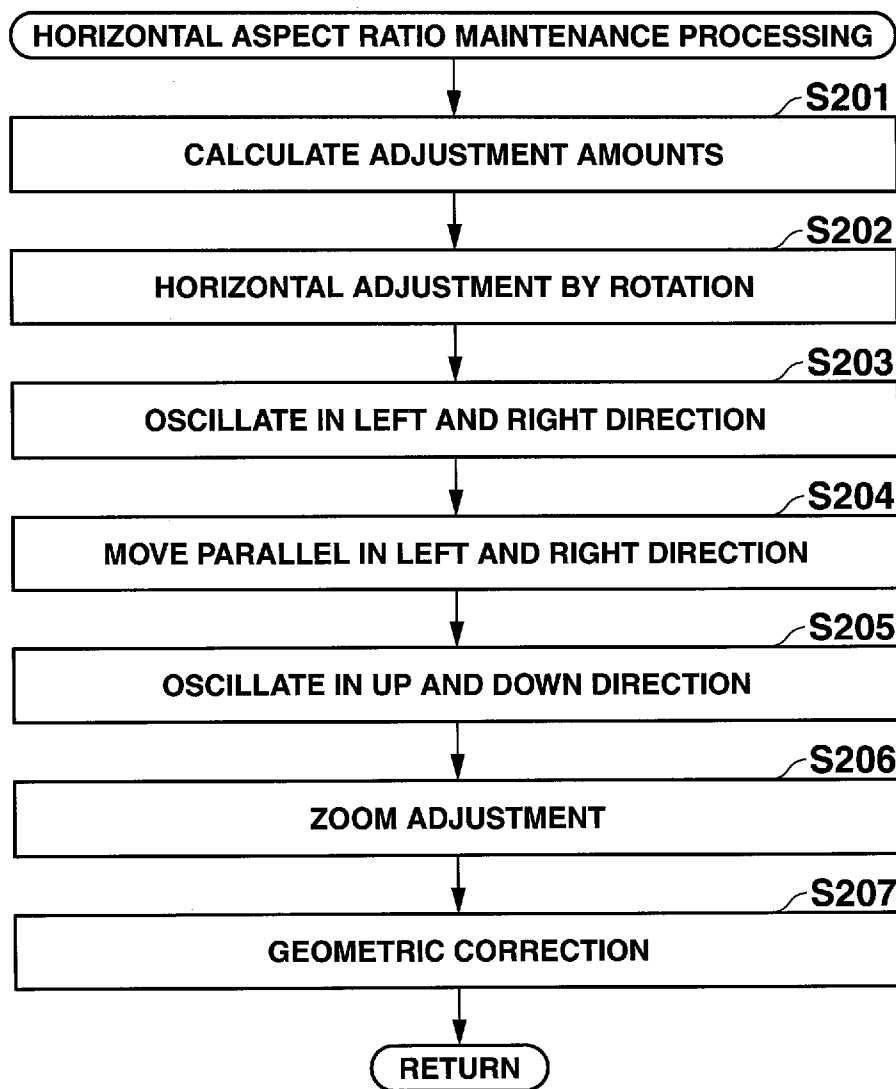 HORIZONTAL ASPECT RATIO MAINTENANCE PROCESSING
S201
CALCULATE ADJUSTMENT AMOUNTS
S202
HORIZONTAL ADJUSTMENT BY ROTATION
S203
OSCILLATE IN LEFT AND RIGHT DIRECTION
S204
MOVE PARALLEL IN LEFT AND RIGHT DIRECTION
S205
OSCILLATE IN UP AND DOWN DIRECTION
S206
ZOOM ADJUSTMENT
S207
GEOMETRIC CORRECTION
RETURN